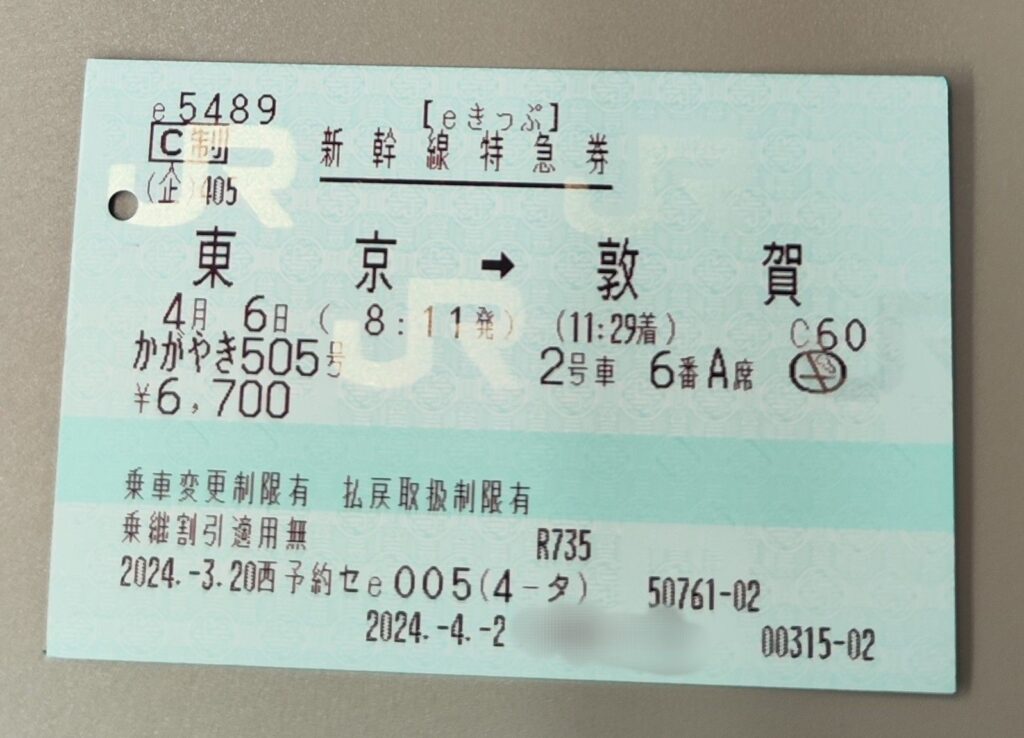 e5489
[eきっぷ]
C制
新幹線特急券
(企)405
東京→敦賀
4月 6日( 8:11発) (11:29着) C60
かがやき505号 2号車 6番A席
¥6,700
乗車変更制限有 払戻取扱制限有
乗継割引適用無
R735
2024.-3.20西予約セe005(4-タ) 50761-02
2024.-4.-2 00315-02
JR
JR